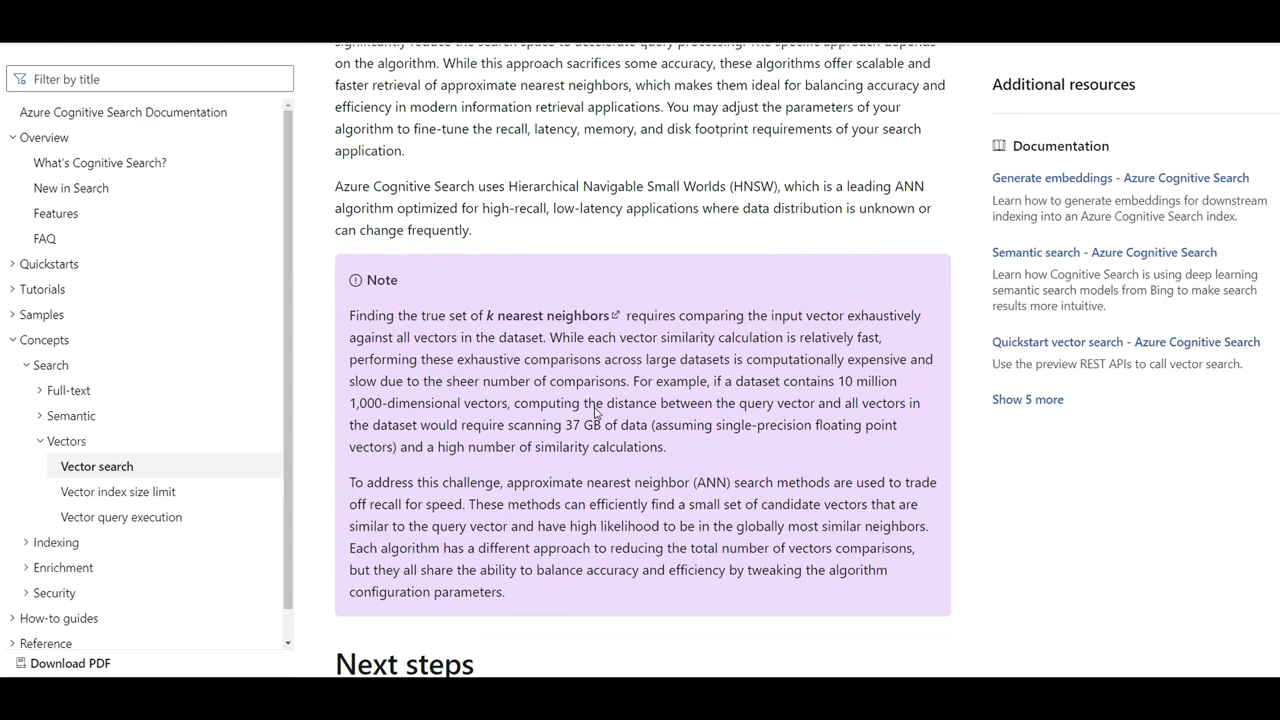 Filter by title
Azure Cognitive Search Documentation
Overview
What's Cognitive Search?
New in Search
Features
FAQ
Quickstarts
Tutorials
Samples
Concepts
Search
Full-text
Semantic
Vectors
Vector search
Vector index size limit
Vector query execution
Indexing
Enrichment
Security
How-to guides
Reference
Download PDF
significantly reduce the search space to accelerate query processing. The specific approach depends
on the algorithm. While this approach sacrifices some accuracy, these algorithms offer scalable and
faster retrieval of approximate nearest neighbors, which makes them ideal for balancing accuracy and
efficiency in modern information retrieval applications. You may adjust the parameters of your
algorithm to fine-tune the recall, latency, memory, and disk footprint requirements of your search
application.
Azure Cognitive Search uses Hierarchical Navigable Small Worlds (HNSW), which is a leading ANN
algorithm optimized for high-recall, low-latency applications where data distribution is unknown or
can change frequently.
Note
Finding the true set of k nearest neighbors requires comparing the input vector exhaustively
against all vectors in the dataset. While each vector similarity calculation is relatively fast,
performing these exhaustive comparisons across large datasets is computationally expensive and
slow due to the sheer number of comparisons. For example, if a dataset contains 10 million
1,000-dimensional vectors, computing the distance between the query vector and all vectors in
the dataset would require scanning 37 GB of data (assuming single-precision floating point
vectors) and a high number of similarity calculations.
To address this challenge, approximate nearest neighbor (ANN) search methods are used to trade
off recall for speed. These methods can efficiently find a small set of candidate vectors that are
similar to the query vector and have high likelihood to be in the globally most similar neighbors.
Each algorithm has a different approach to reducing the total number of vectors comparisons,
but they all share the ability to balance accuracy and efficiency by tweaking the algorithm
configuration parameters.
Next steps
Additional resources
Documentation
Generate embeddings - Azure Cognitive Search
Learn how to generate embeddings for downstream
indexing into an Azure Cognitive Search index.
Semantic search - Azure Cognitive Search
Learn how Cognitive Search is using deep learning
semantic search models from Bing to make search
results more intuitive.
Quickstart vector search - Azure Cognitive Search
Use the preview REST APIs to call vector search.
Show 5 more